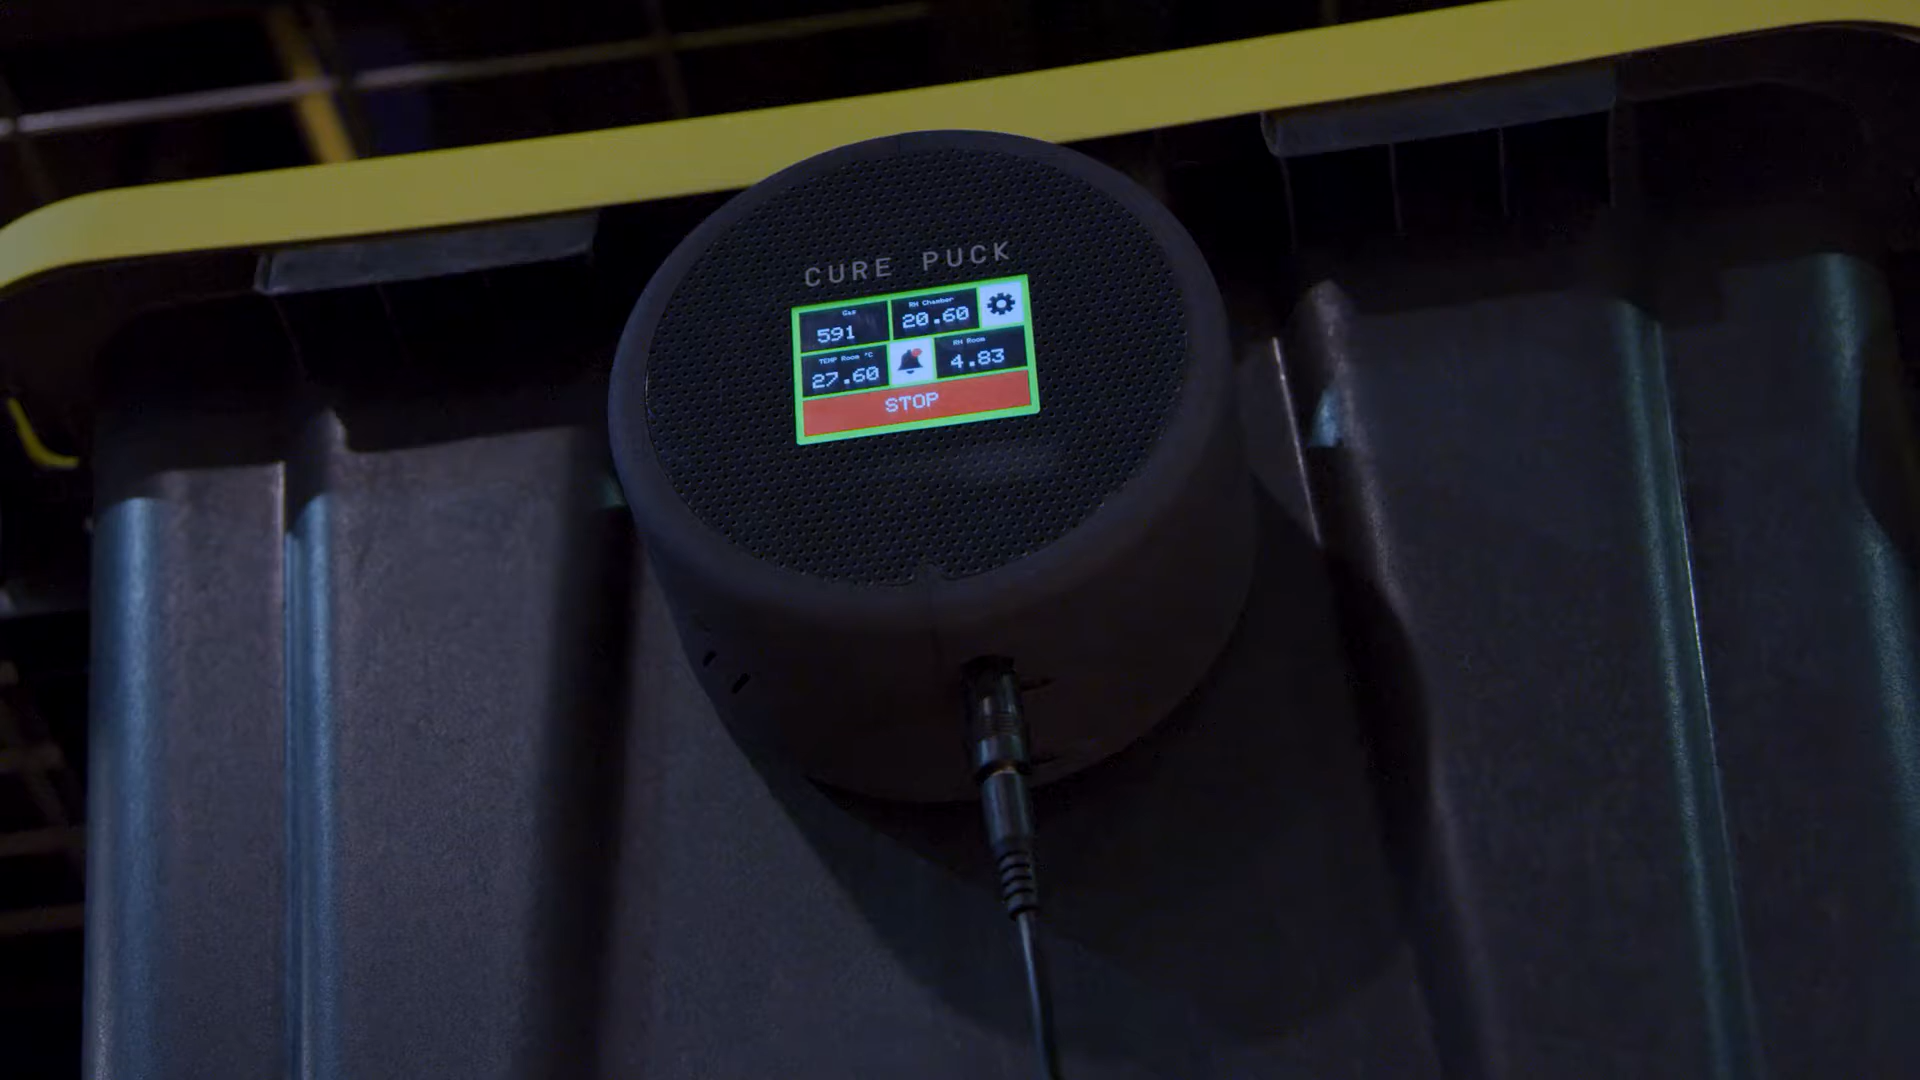 CURE PUCK
Gas
591
RH Chamber
20.60
TEMP Room °C
27.60
RH Room
4.83
STOP